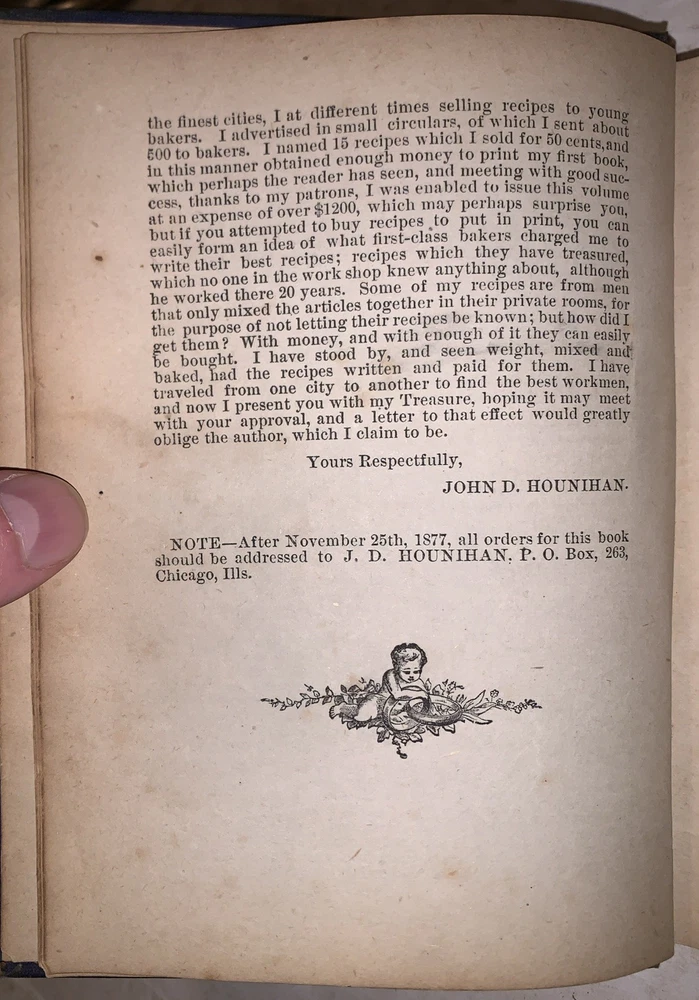 the finest cities, I at different times selling recipes to young
bakers. I advertised in small circulars, of which I sent about
500 to bakers. I named 15 recipes which I sold for 50 cents,and
in this manner obtained enough money to print my first book,
which perhaps the reader has seen, and meeting with good suc-
cess, thanks to my patrons, I was enabled to issue this volume
at an expense of over $1200, which may perhaps surprise you,
but if you attempted to buy recipes to put in print, you can
easily form an idea of what first-class bakers charged me to
write their best recipes; recipes which they have treasured,
which no one in the work shop knew anything about, although
he worked there 20 years. Some of my recipes are from men
that only mixed the articles together in their private rooms, for
the purpose of not letting their recipes be known; but how did I
get them? With money, and with enough of it they can easily
be bought. I have stood by, and seen weight, mixed and
baked, had the recipes written and paid for them. I have
traveled from one city to another to find the best workmen,
and now I present you with my Treasure, hoping it may meet
with your approval, and a letter to that effect would greatly
oblige the author, which I claim to be.
Yours Respectfully,
JOHN D. HOUNIHAN.
NOTE—After November 25th, 1877, all orders for this book
should be addressed to J. D. HOUNIHAN, P. O. Box, 263,
Chicago, Ills.